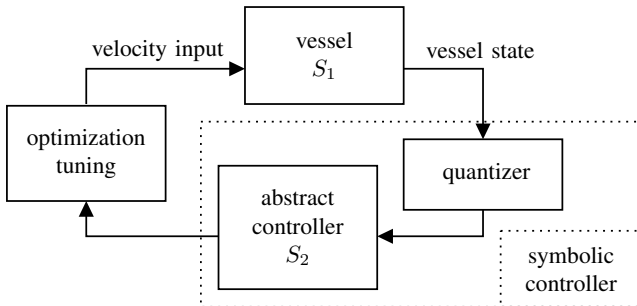 velocity input
vessel
S₁
vessel state
optimization
tuning
quantizer
abstract
controller
S₂
symbolic
controller